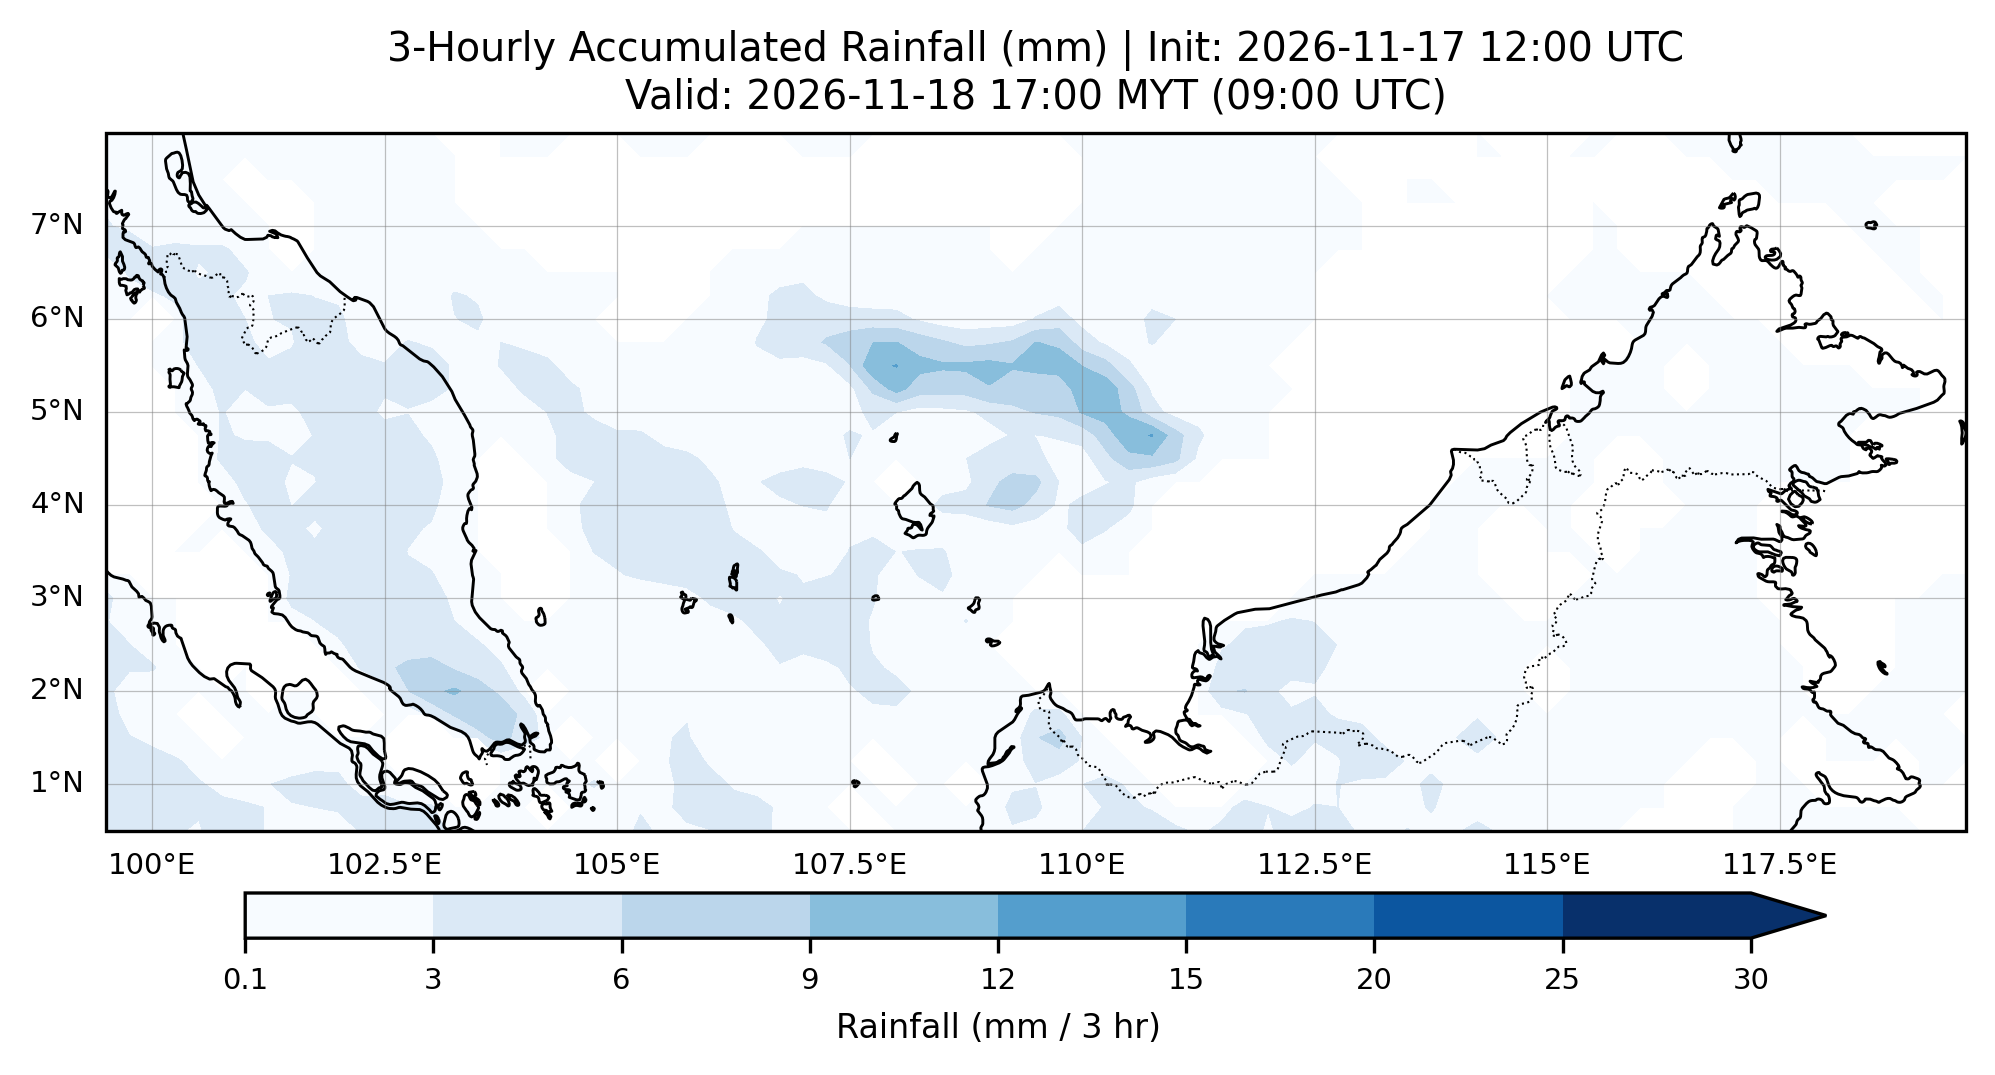 3-Hourly Accumulated Rainfall (mm) | Init: 2026-11-17 12:00 UTC
Valid: 2026-11-18 17:00 MYT (09:00 UTC)
7°N
6°N
5°N
4°N
3°N
2°N
1°N
100°E 102.5°E 105°E 107.5°E 110°E 112.5°E 115°E 117.5°E
0.1 3 6 9 12 15 20 25 30
Rainfall (mm / 3 hr)